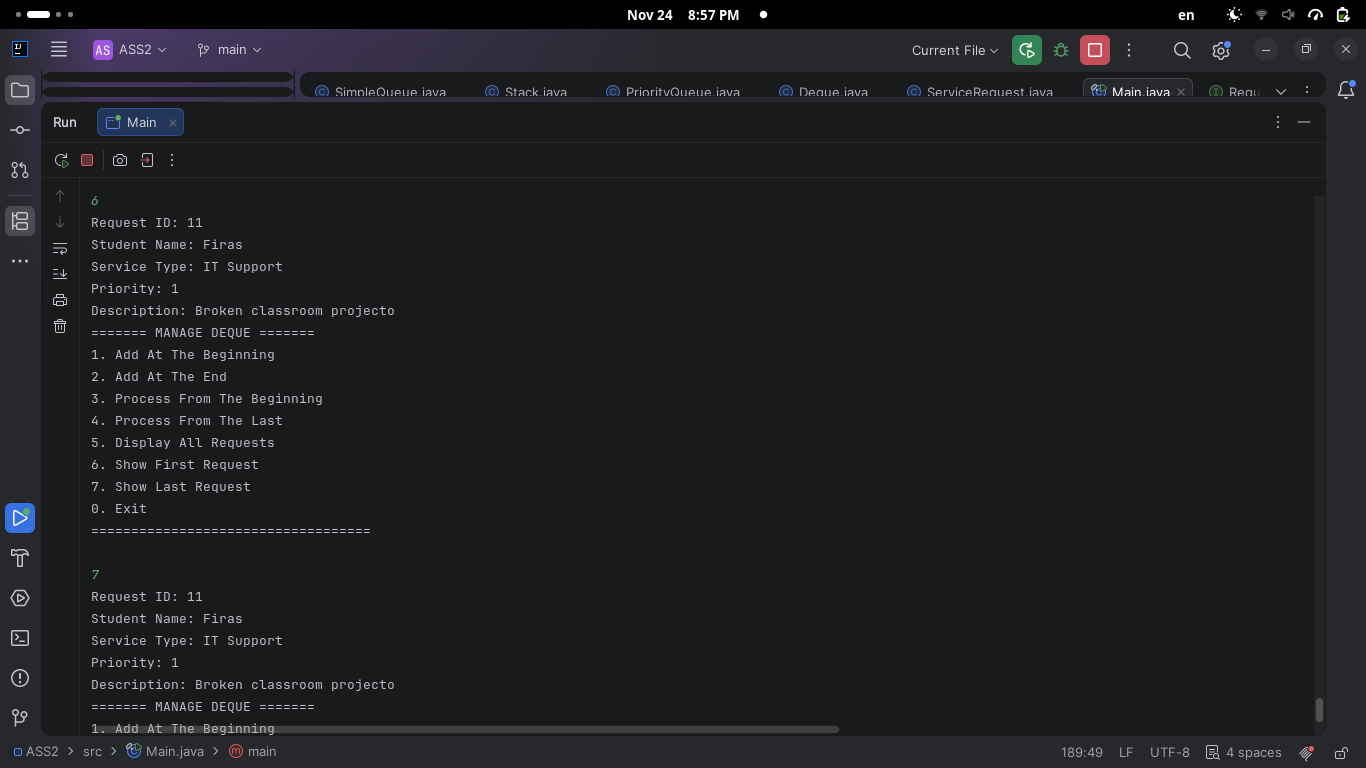 Nov 24 8:57 PM
en
AS ASS2
main
Current File
SimpleQueue.java
Stack.java
PriorityQueue.java
Deque.java
ServiceRequest.java
Main.java
Requ
Run
Main
6
Request ID: 11
Student Name: Firas
Service Type: IT Support
Priority: 1
Description: Broken classroom projecto
======= MANAGE DEQUE =======
1. Add At The Beginning
2. Add At The End
3. Process From The Beginning
4. Process From The Last
5. Display All Requests
6. Show First Request
7. Show Last Request
0. Exit
===================================
7
Request ID: 11
Student Name: Firas
Service Type: IT Support
Priority: 1
Description: Broken classroom projecto
======= MANAGE DEQUE =======
1. Add At The Beginning
ASS2 > src > Main.java > main
189:49 LF UTF-8 4 spaces